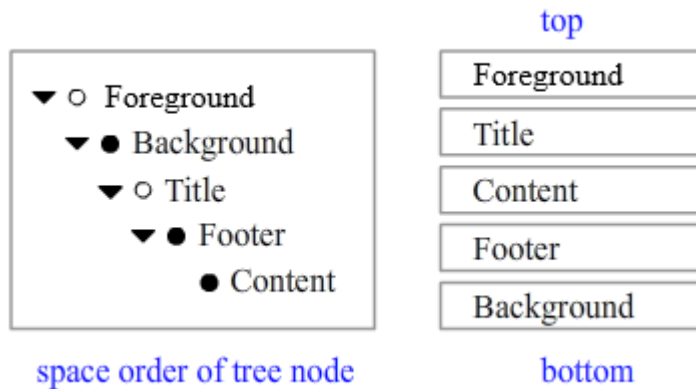 top
Foreground
Background
Title
Footer
Content
space order of tree node
Foreground
Title
Content
Footer
Background
bottom